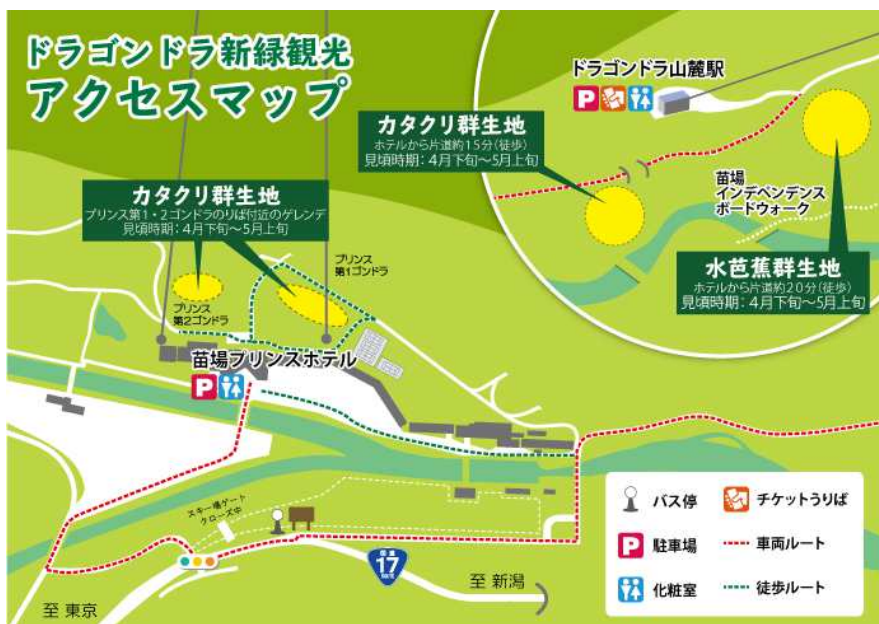 ドラゴンドラ新緑観光
アクセスマップ
ドラゴンドラ山麓駅
P
カタクリ群生地
ホテルから片道約15分(徒歩)
見頃時期：4月下旬〜5月上旬
苗場
インデペンデンス
ボードウォーク
カタクリ群生地
プリンス第1・2ゴンドラのりば付近のゲレンデ
見頃時期：4月下旬〜5月上旬
水芭蕉群生地
ホテルから片道約20分(徒歩)
見頃時期：4月下旬〜5月上旬
プリンス
第1ゴンドラ
プリンス
第2ゴンドラ
苗場プリンスホテル
P
スキー場ゲート
クローズ中
国道
17
ROUTE
至 新潟
至 東京
バス停
チケットうりば
P
駐車場
車両ルート
化粧室
徒歩ルート